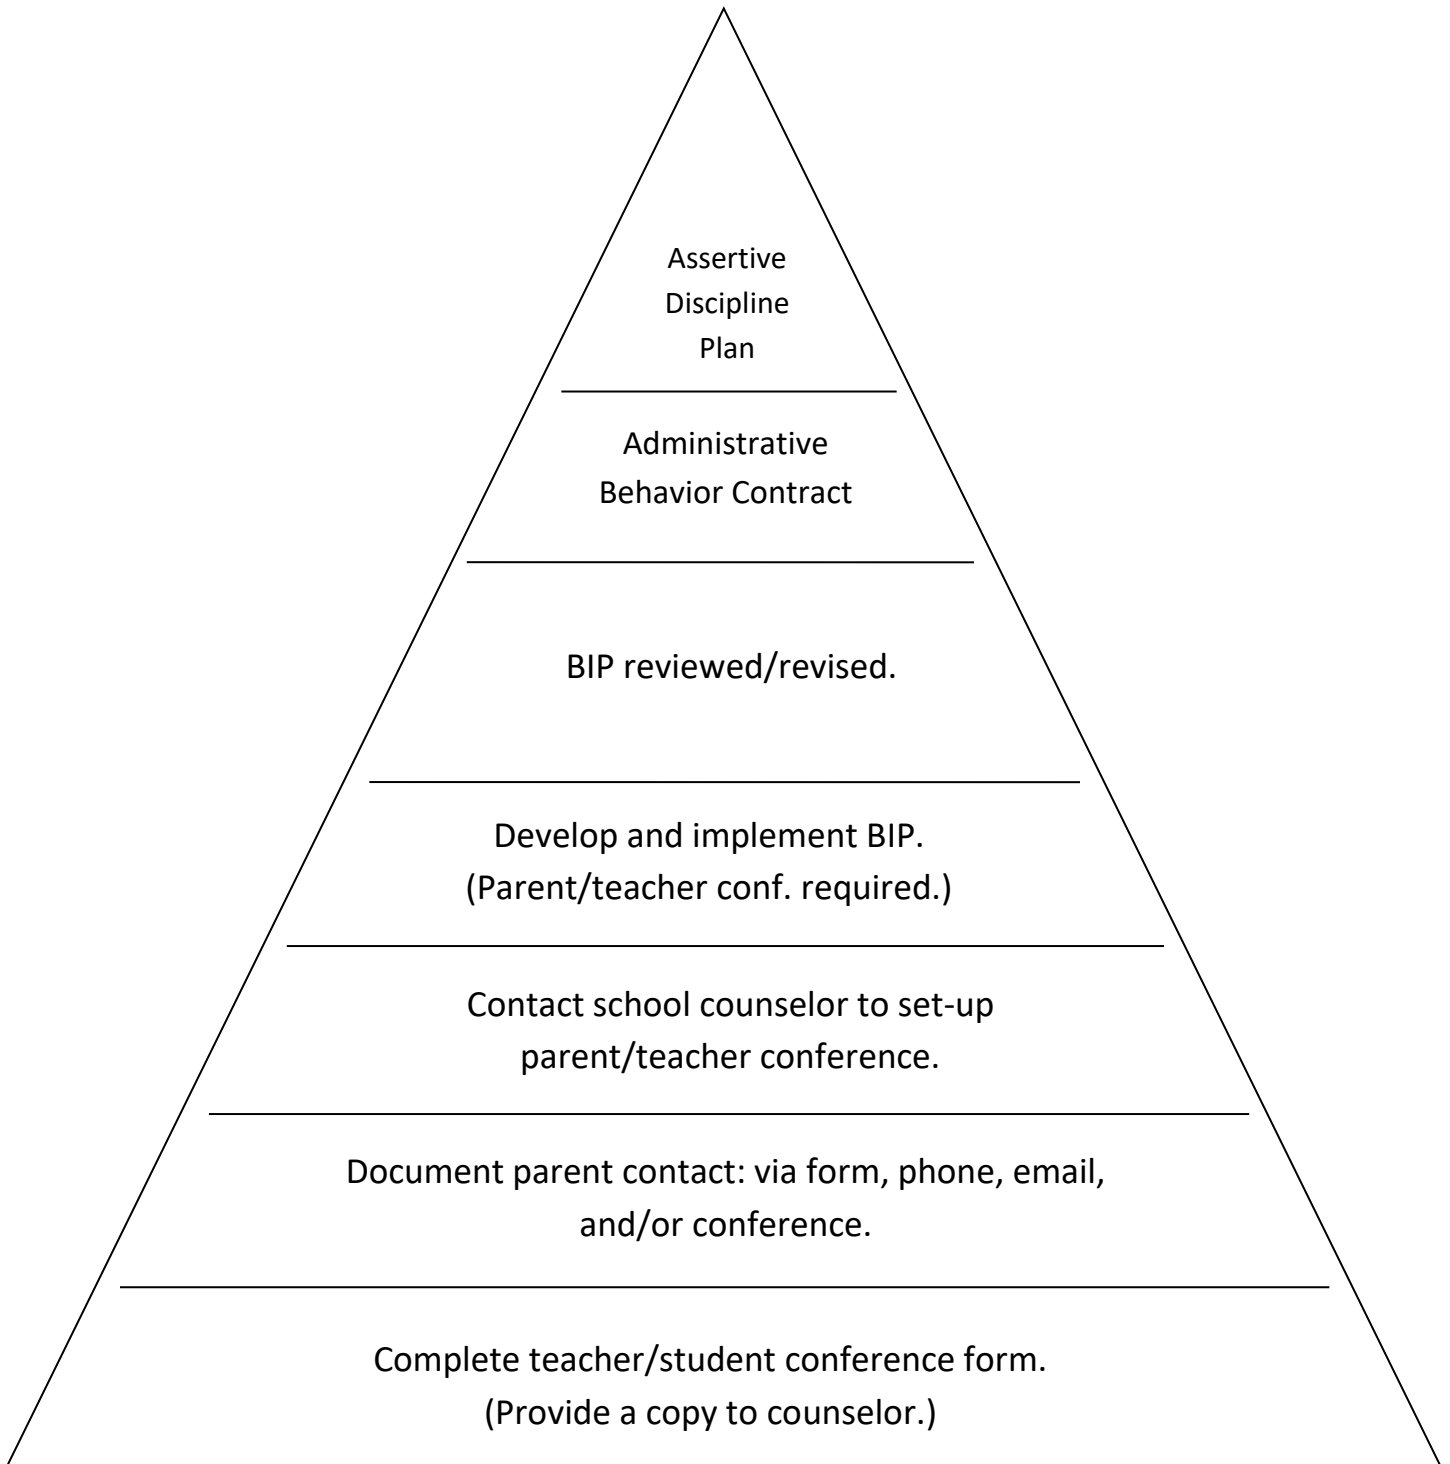 Assertive
Discipline
Plan
Administrative
Behavior Contract
BIP reviewed/revised.
Develop and implement BIP.
(Parent/teacher conf. required.)
Contact school counselor to set-up
parent/teacher conference.
Document parent contact: via form, phone, email,
and/or conference.
Complete teacher/student conference form.
(Provide a copy to counselor.)